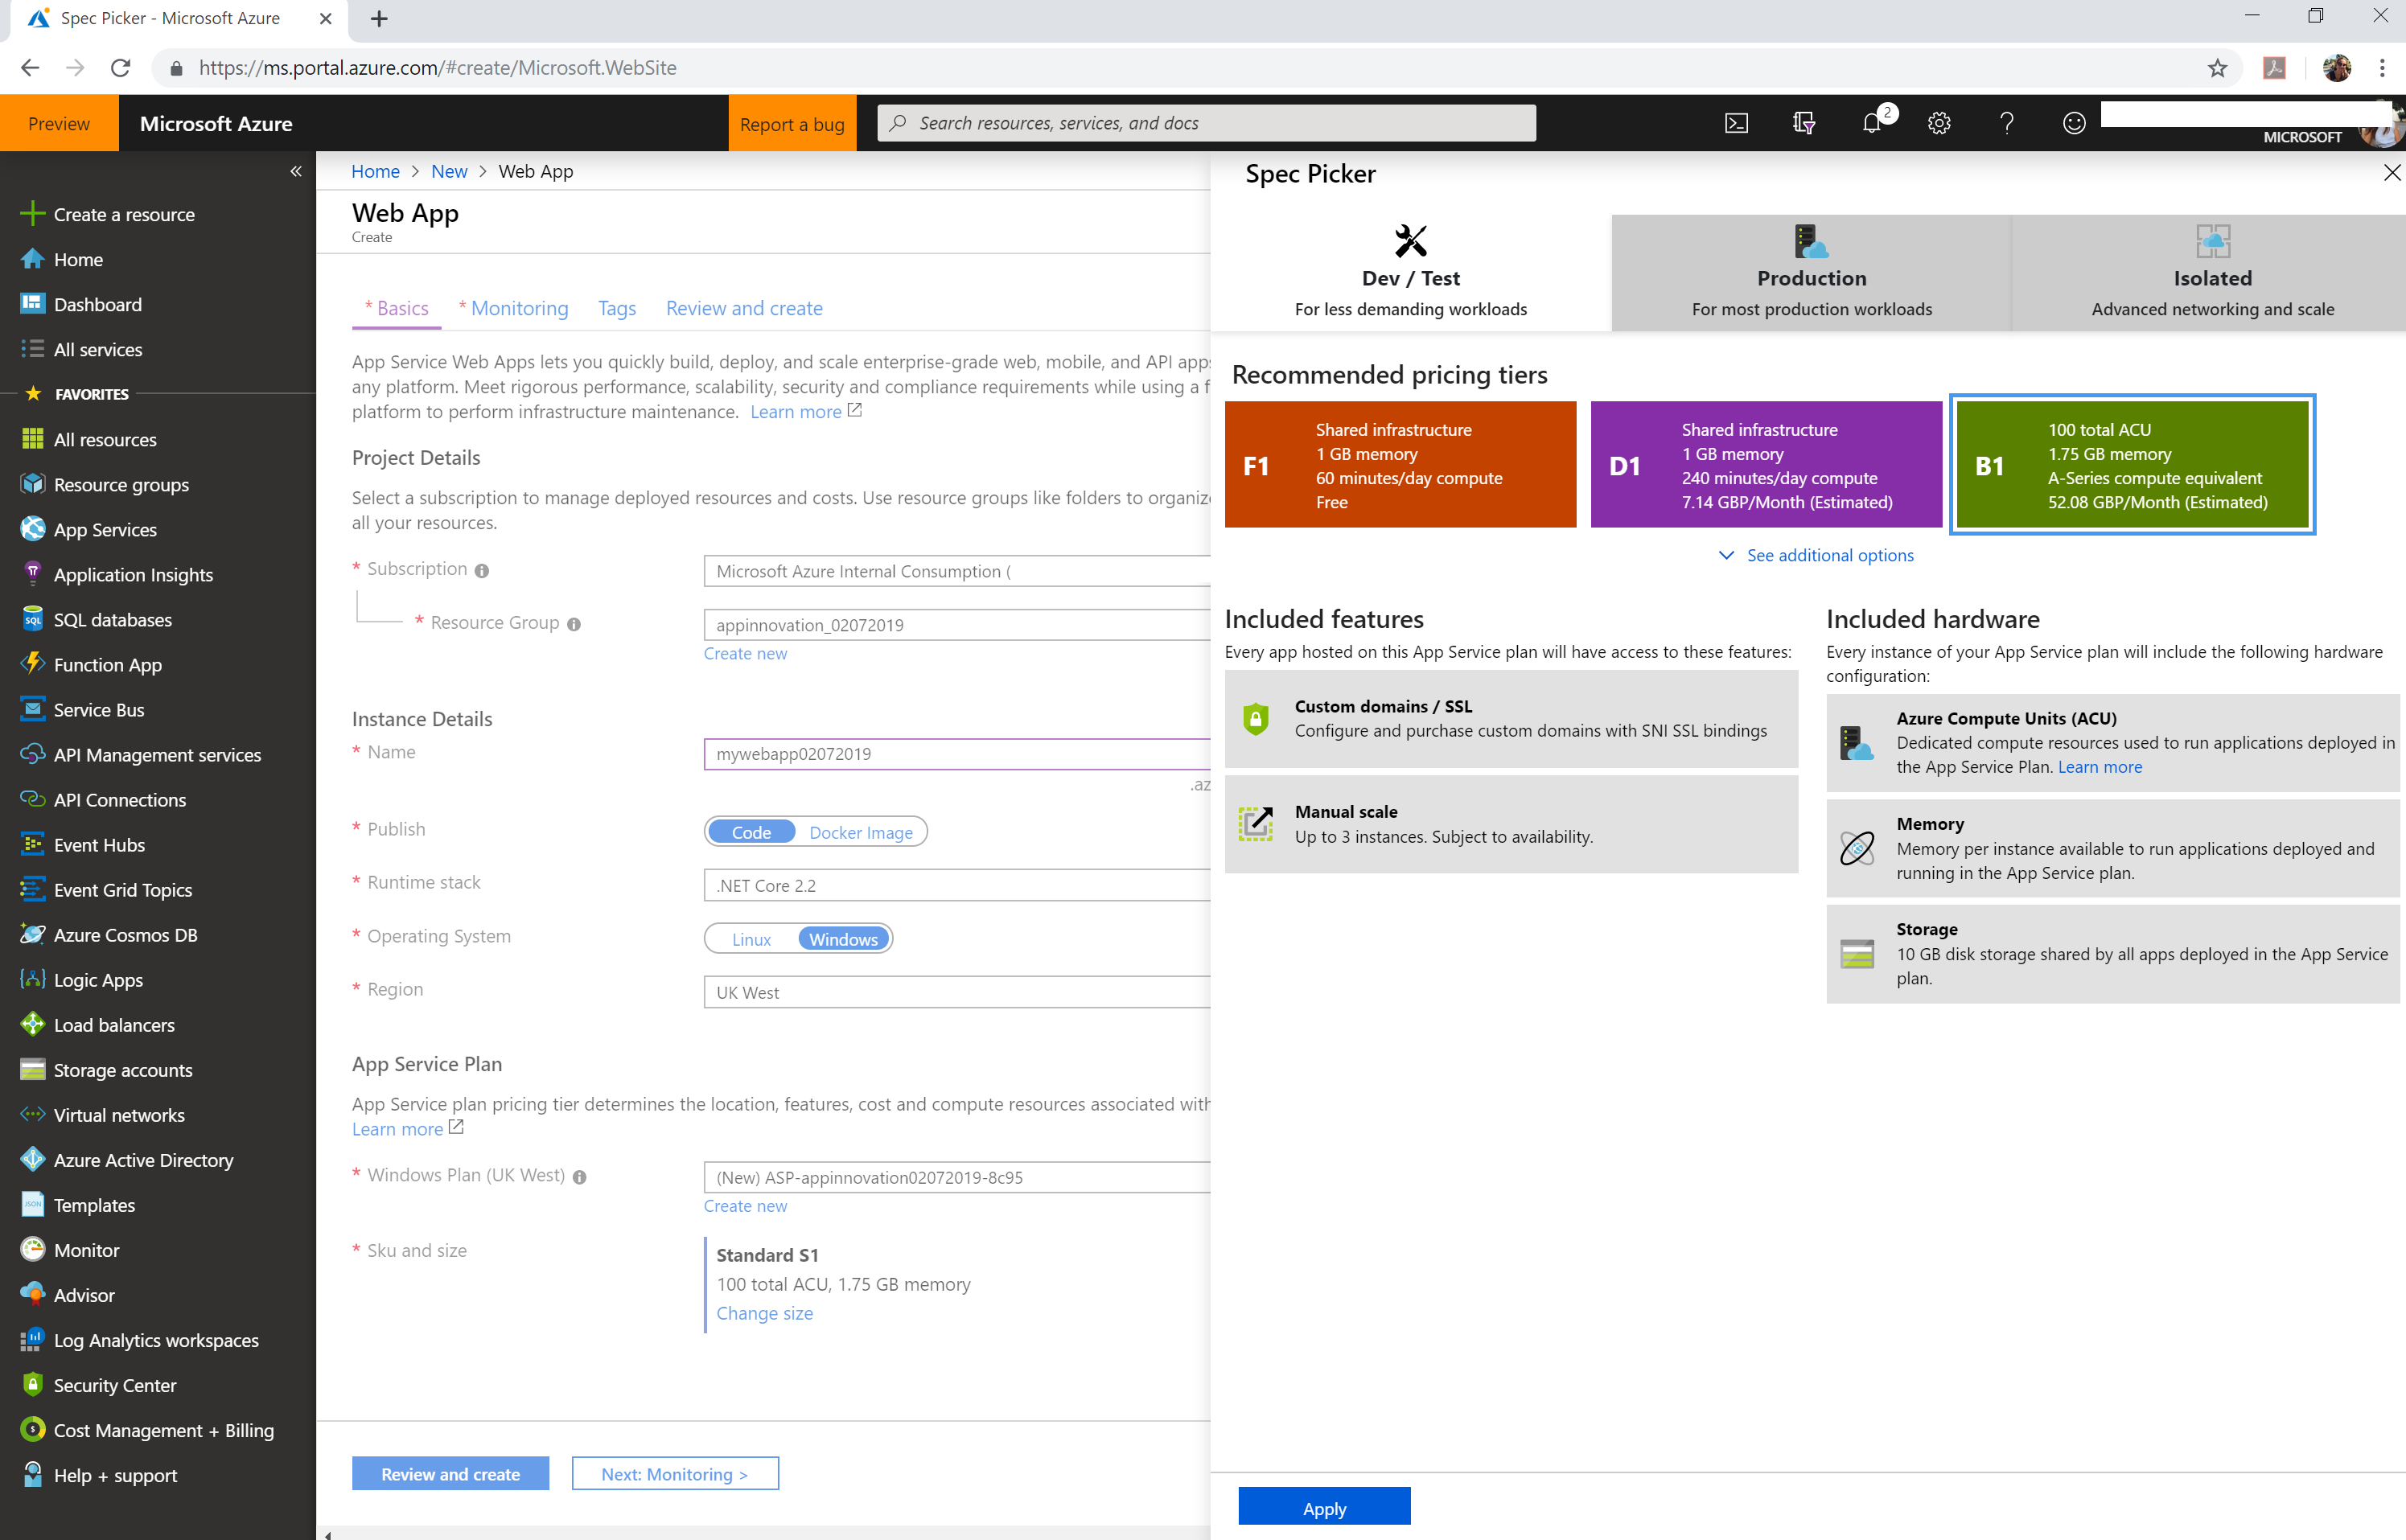 Spec Picker - Microsoft Azure
https://ms.portal.azure.com/#create/Microsoft.WebSite
Preview
Microsoft Azure
Report a bug
Search resources, services, and docs
2
MICROSOFT
Create a resource
Home
Dashboard
All services
FAVORITES
All resources
Resource groups
App Services
Application Insights
SQL databases
Function App
Service Bus
API Management services
API Connections
Event Hubs
Event Grid Topics
Azure Cosmos DB
Logic Apps
Load balancers
Storage accounts
Virtual networks
Azure Active Directory
Templates
Monitor
Advisor
Log Analytics workspaces
Security Center
Cost Management + Billing
Help + support
Home > New > Web App
Web App
Create
* Basics * Monitoring Tags Review and create
App Service Web Apps lets you quickly build, deploy, and scale enterprise-grade web, mobile, and API apps
any platform. Meet rigorous performance, scalability, security and compliance requirements while using a f
platform to perform infrastructure maintenance. Learn more
Project Details
Select a subscription to manage deployed resources and costs. Use resource groups like folders to organiz
all your resources.
* Subscription
Microsoft Azure Internal Consumption (
* Resource Group
appinnovation_02072019
Create new
Instance Details
* Name
mywebapp02072019
.az
* Publish
Code Docker Image
* Runtime stack
.NET Core 2.2
* Operating System
Linux Windows
* Region
UK West
App Service Plan
App Service plan pricing tier determines the location, features, cost and compute resources associated with
Learn more
* Windows Plan (UK West)
(New) ASP-appinnovation02072019-8c95
Create new
* Sku and size
Standard S1
100 total ACU, 1.75 GB memory
Change size
Review and create
Next: Monitoring >
Spec Picker
Dev / Test
For less demanding workloads
Production
For most production workloads
Isolated
Advanced networking and scale
Recommended pricing tiers
F1
Shared infrastructure
1 GB memory
60 minutes/day compute
Free
D1
Shared infrastructure
1 GB memory
240 minutes/day compute
7.14 GBP/Month (Estimated)
B1
100 total ACU
1.75 GB memory
A-Series compute equivalent
52.08 GBP/Month (Estimated)
See additional options
Included features
Every app hosted on this App Service plan will have access to these features:
Custom domains / SSL
Configure and purchase custom domains with SNI SSL bindings
Manual scale
Up to 3 instances. Subject to availability.
Included hardware
Every instance of your App Service plan will include the following hardware
configuration:
Azure Compute Units (ACU)
Dedicated compute resources used to run applications deployed in
the App Service Plan. Learn more
Memory
Memory per instance available to run applications deployed and
running in the App Service plan.
Storage
10 GB disk storage shared by all apps deployed in the App Service
plan.
Apply